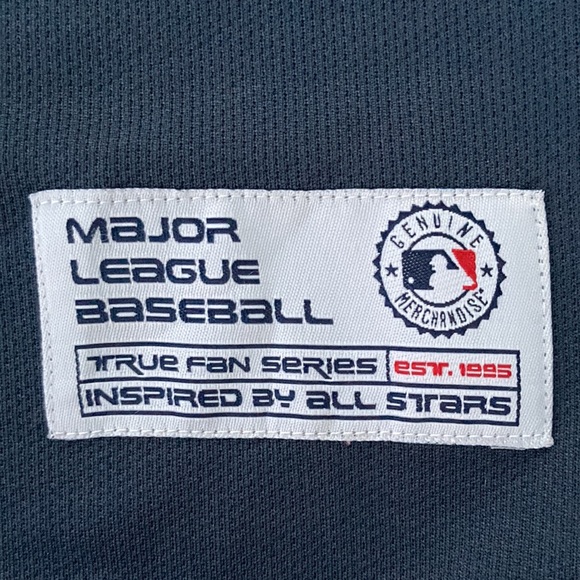 Major
League
Baseball
GENUINE
MERCHANDISE
True Fan Series
est. 1995
Inspired by All Stars